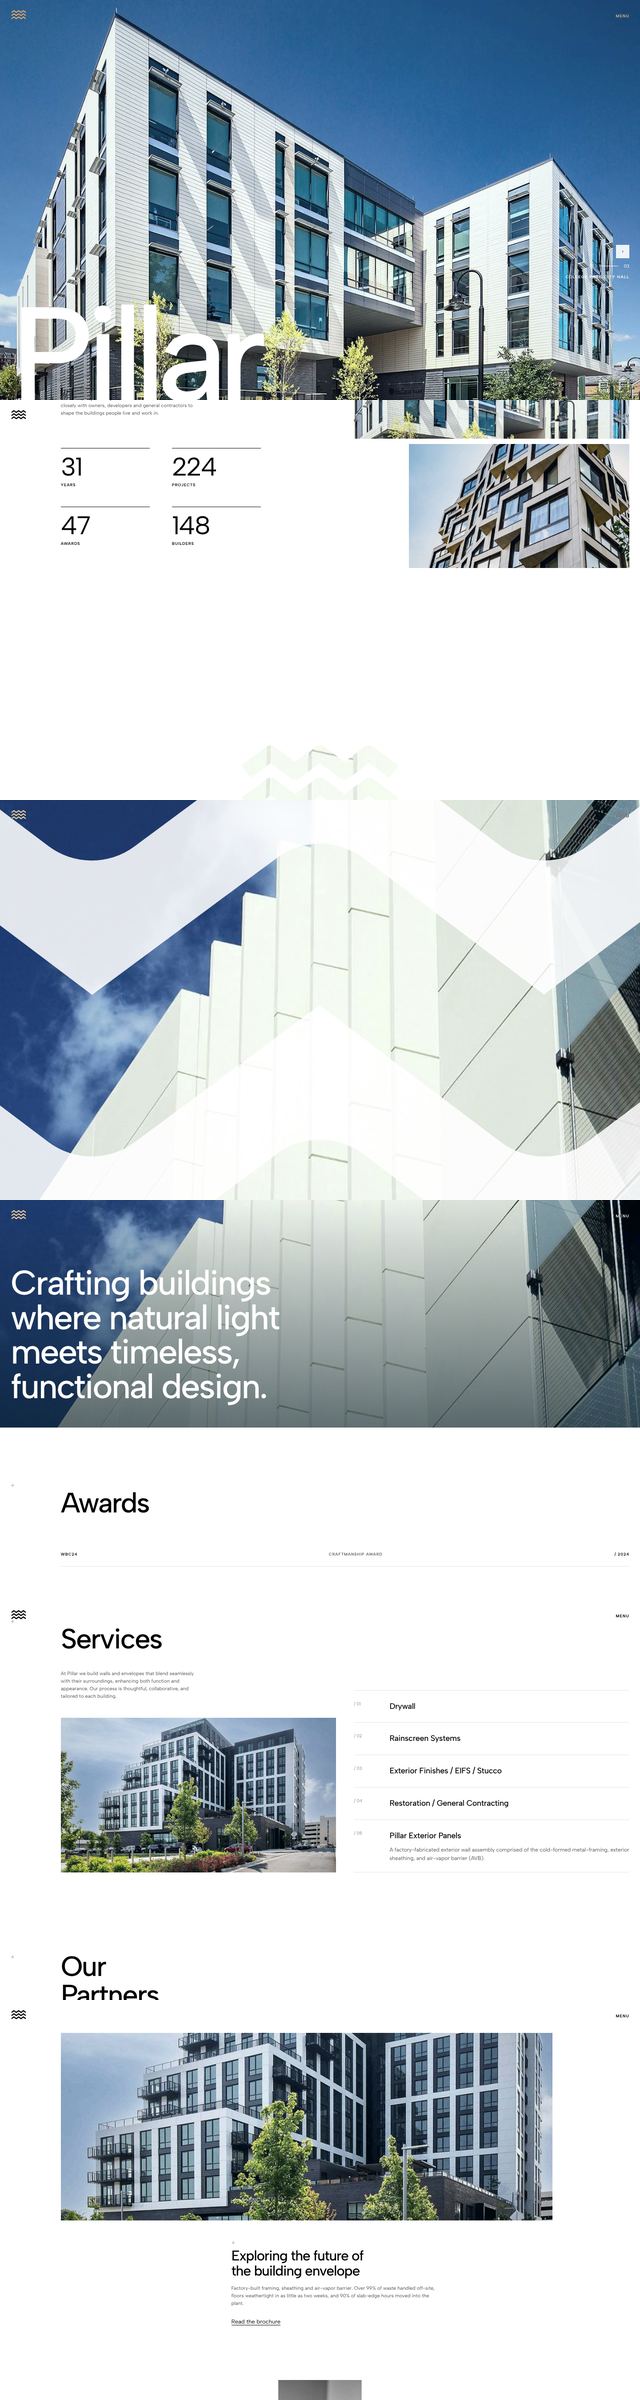 MENU
03
Pillar
closely with owners, developers and general contractors to
shape the buildings people live and work in.
31
YEARS
224
PROJECTS
47
AWARDS
148
BUILDERS
MENU
Crafting buildings
where natural light
meets timeless,
functional design.
Awards
WBC24
CRAFTMANSHIP AWARD
/ 2024
MENU
Services
At Pillar we build walls and envelopes that blend seamlessly
with their surroundings, enhancing both function and
appearance. Our process is thoughtful, collaborative, and
tailored to each building.
/ 01
Drywall
/ 02
Rainscreen Systems
/ 03
Exterior Finishes / EIFS / Stucco
/ 04
Restoration / General Contracting
/ 05
Pillar Exterior Panels
A factory-fabricated exterior wall assembly comprised of the cold-formed metal-framing, exterior
sheathing, and air-vapor barrier (AVB).
Our
Partners
MENU
Exploring the future of
the building envelope
Factory-built framing, sheathing and air-vapor barrier. Over 99% of waste handled off-site,
floors weathertight in as little as two weeks, and 90% of slab-edge hours moved into the
plant.
Read the brochure